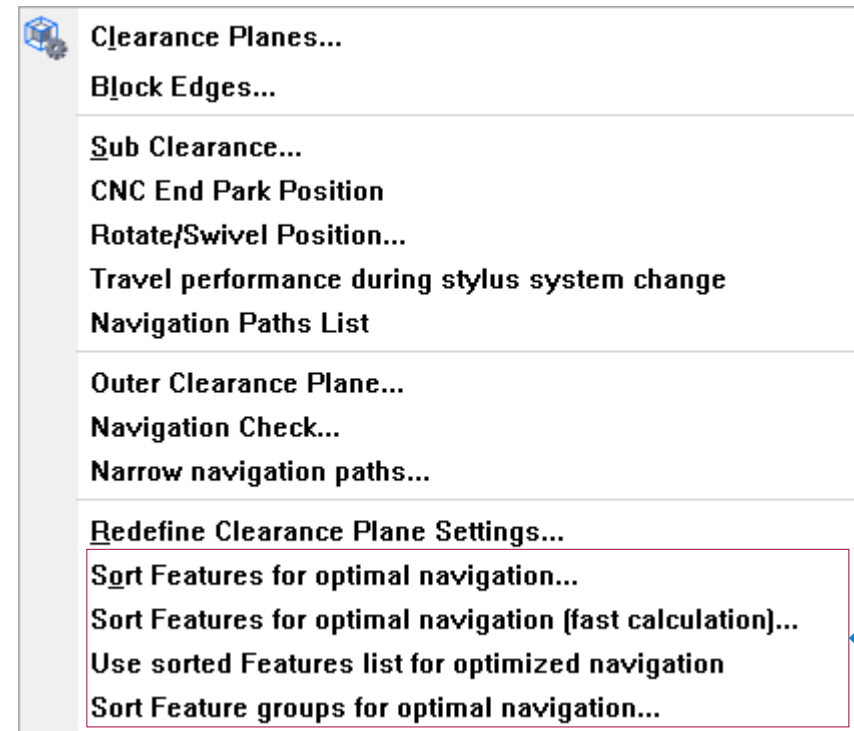 Clearance Planes...
Block Edges...
Sub Clearance...
CNC End Park Position
Rotate/Swivel Position...
Travel performance during stylus system change
Navigation Paths List
Outer Clearance Plane...
Navigation Check...
Narrow navigation paths...
Redefine Clearance Plane Settings...
Sort Features for optimal navigation...
Sort Features for optimal navigation (fast calculation)...
Use sorted Features list for optimized navigation
Sort Feature groups for optimal navigation...